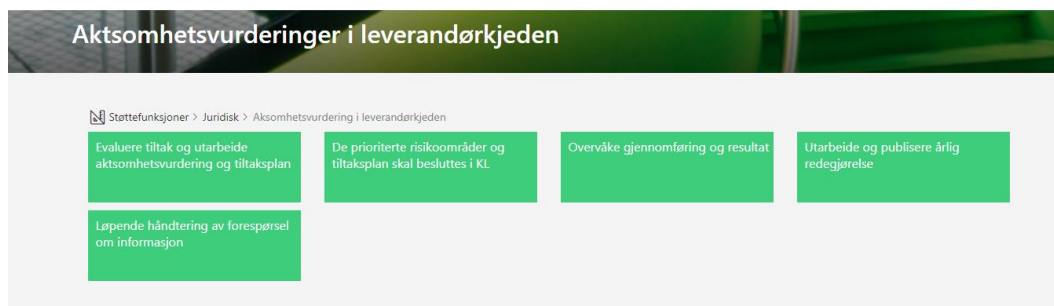 Aktsomhetsvurderinger i leverandørkjeden
Støttefunksjoner > Juridisk > Aksomhetsvurdering i leverandørkjeden
Evaluere tiltak og utarbeide
aktsomhetsvurdering og tiltaksplan
De prioriterte risikoområder og
tiltaksplan skal besluttes i KL
Overvåke gjennomføring og resultat
Utarbeide og publisere årlig
redegjørelse
Løpende håndtering av forespørsel
om informasjon